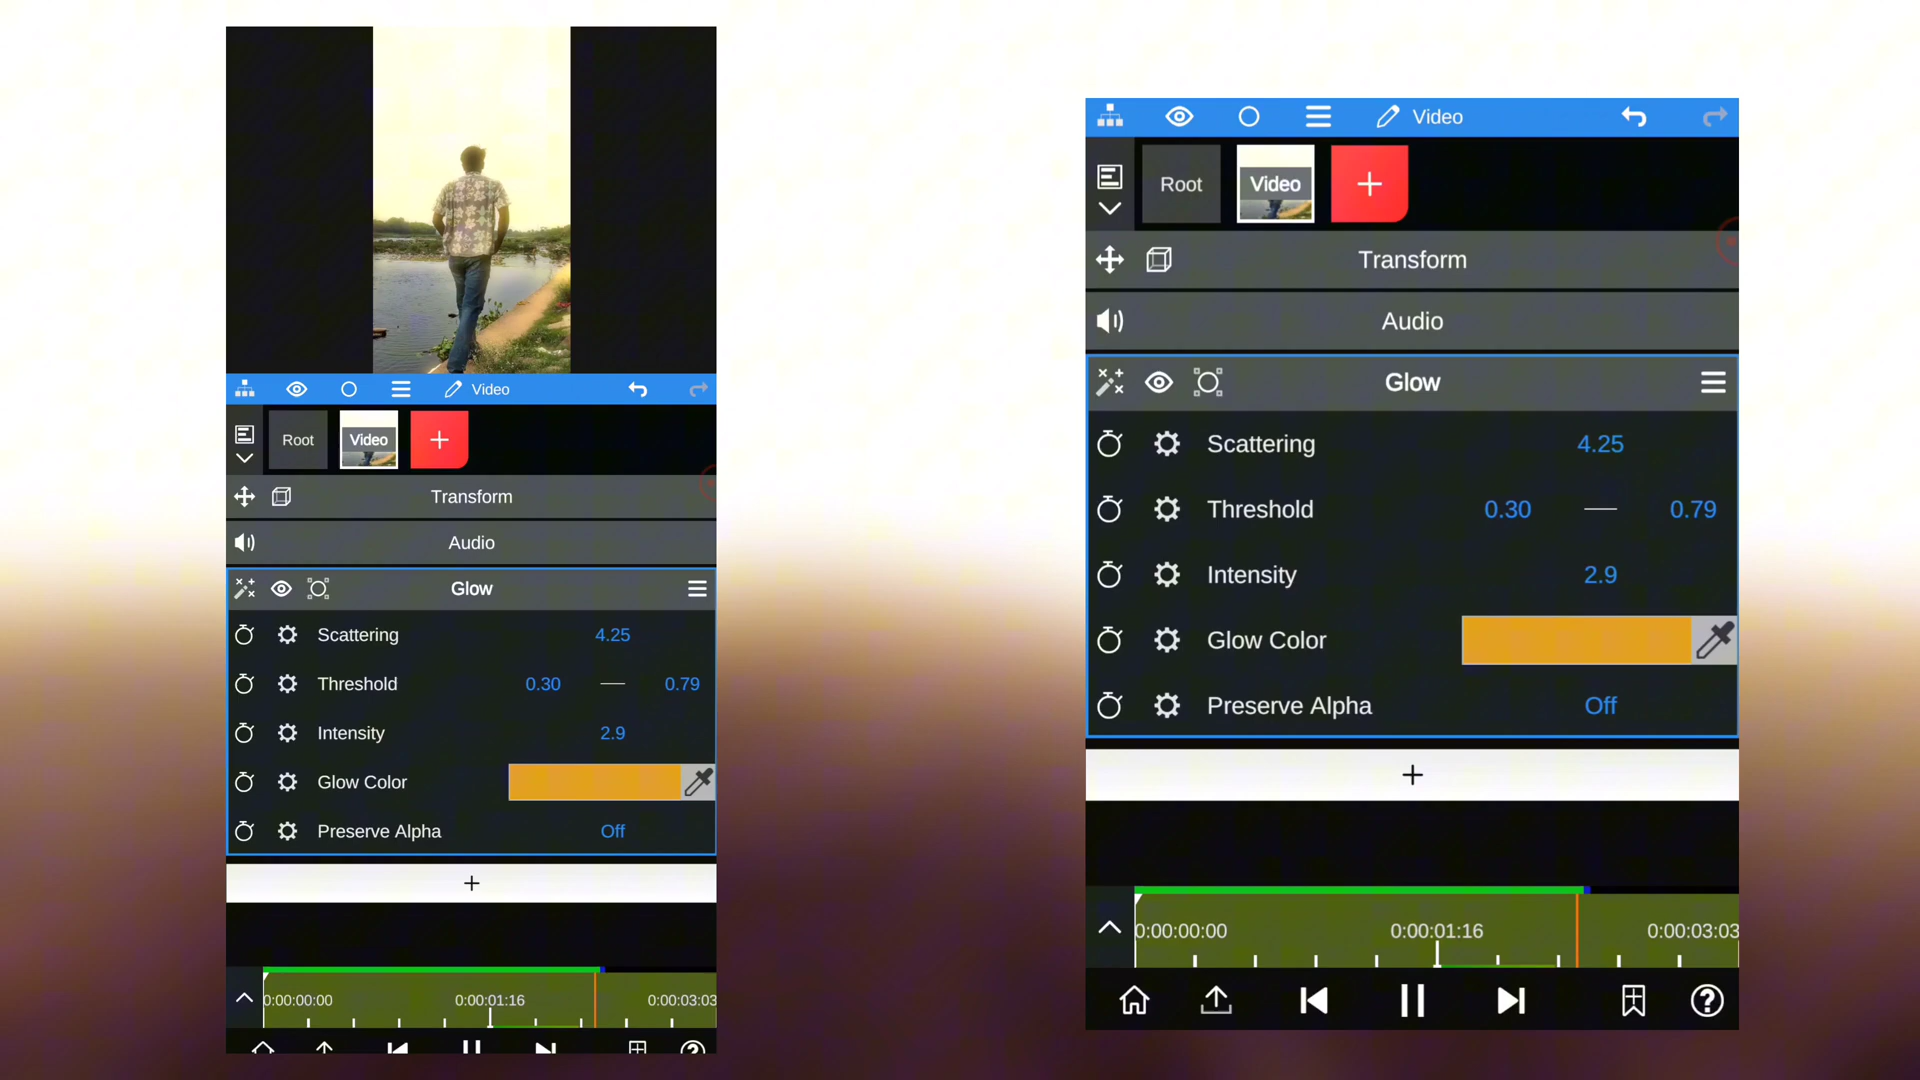 Video
Root
Video
Transform
Audio
Glow
Scattering 4.25
Threshold 0.30 — 0.79
Intensity 2.9
Glow Color
Preserve Alpha Off
+
0:00:00:00 0:00:01:16 0:00:03:03
Video
Root
Video
Transform
Audio
Glow
Scattering 4.25
Threshold 0.30 — 0.79
Intensity 2.9
Glow Color
Preserve Alpha Off
+
0:00:00:00 0:00:01:16 0:00:03:03